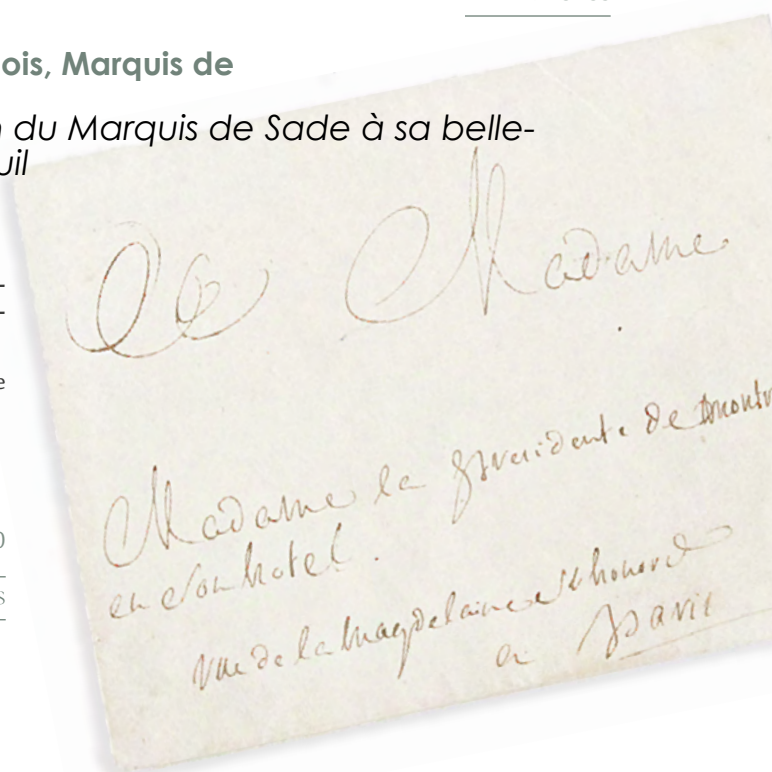 ois, Marquis de
du Marquis de Sade à sa belle-
uil
e
0
s
Madame
Madame la presidente de montr
en son hotel.
rue de la magdelaine st honoré
a paris